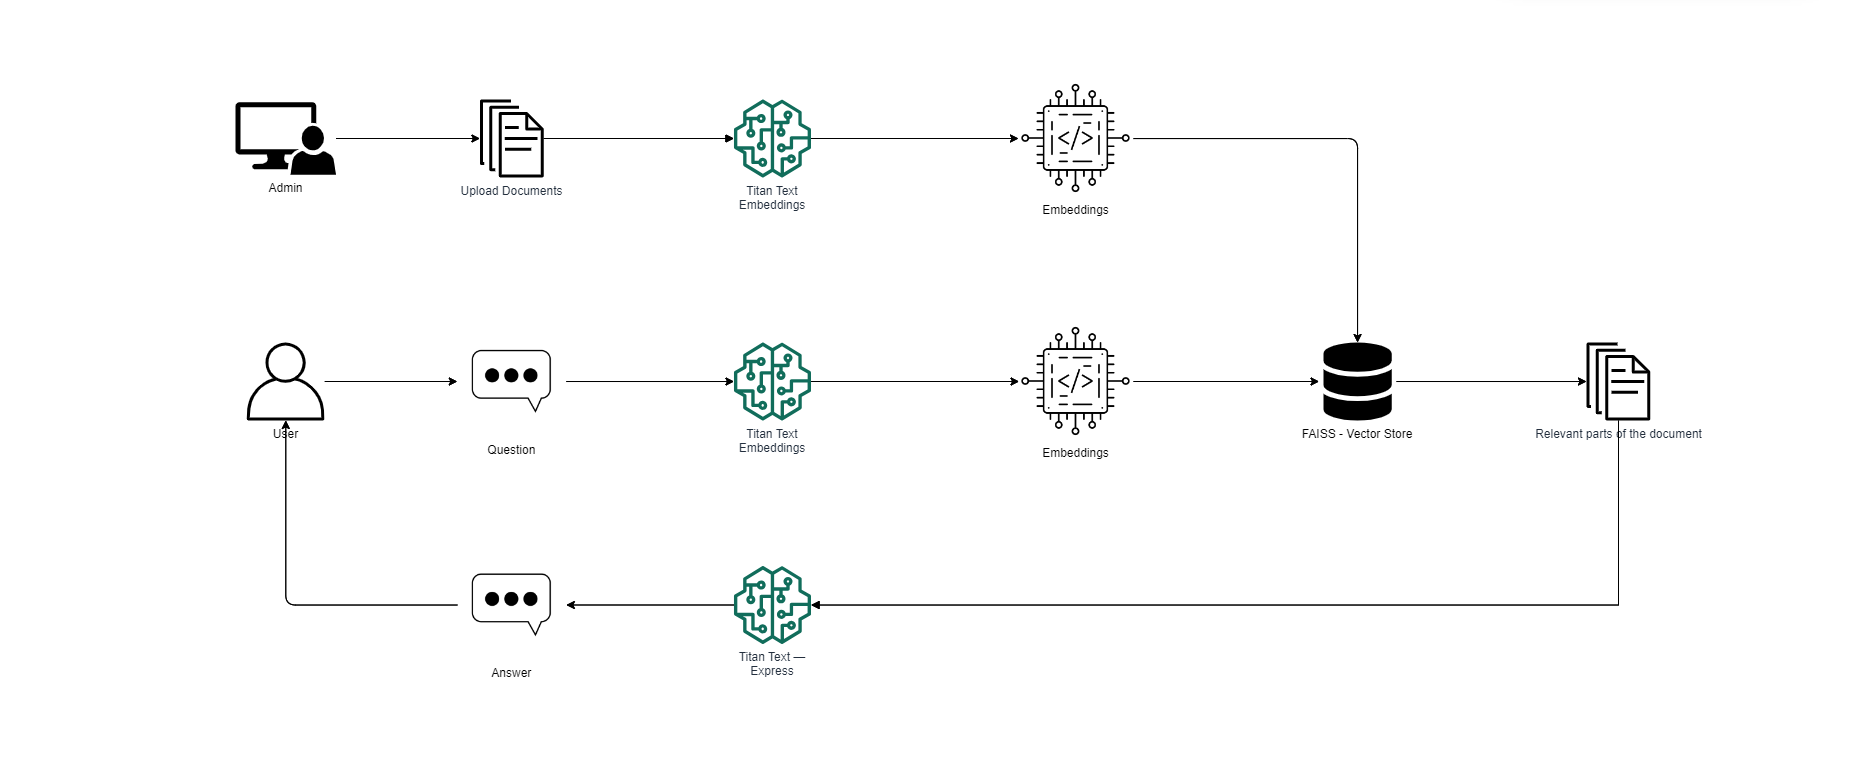 Admin
Upload Documents
Titan Text
Embeddings
Embeddings
User
Question
Titan Text
Embeddings
Embeddings
FAISS - Vector Store
Relevant parts of the document
Answer
Titan Text —
Express